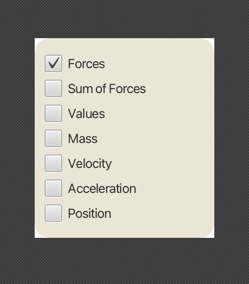 Forces
Sum of Forces
Values
Mass
Velocity
Acceleration
Position